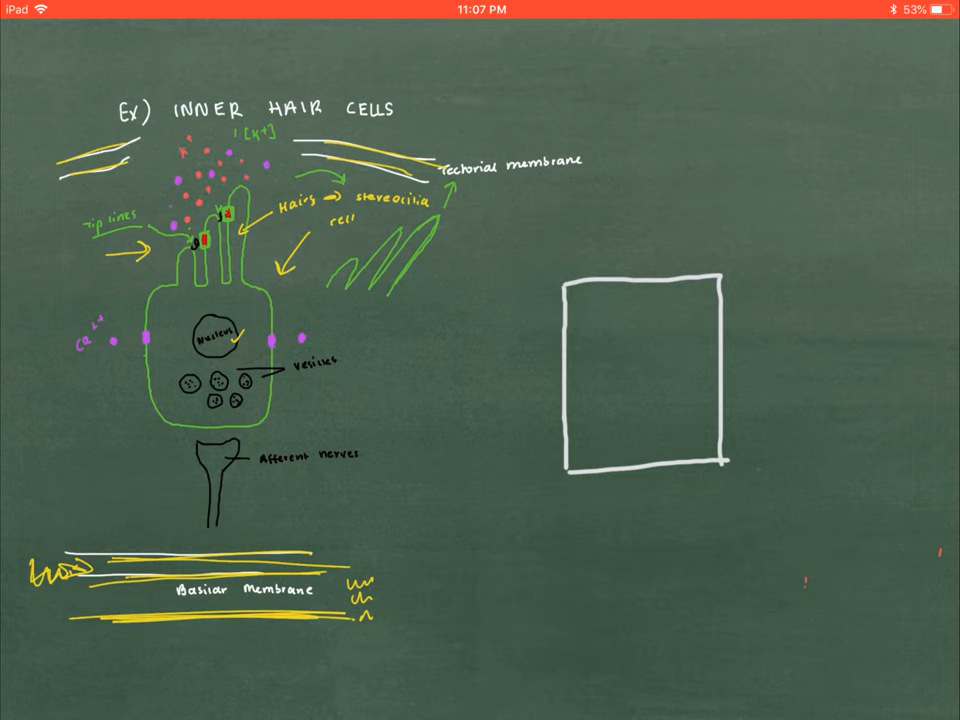 iPad
11:07 PM
53%
Ex) INNER HAIR CELLS
[K+]
K+
Tectorial membrane
Hairs → stereocilia
cell
Tip lines
Ca2+
Nucleus
Vesicles
Afferent nerves
Basilar Membrane